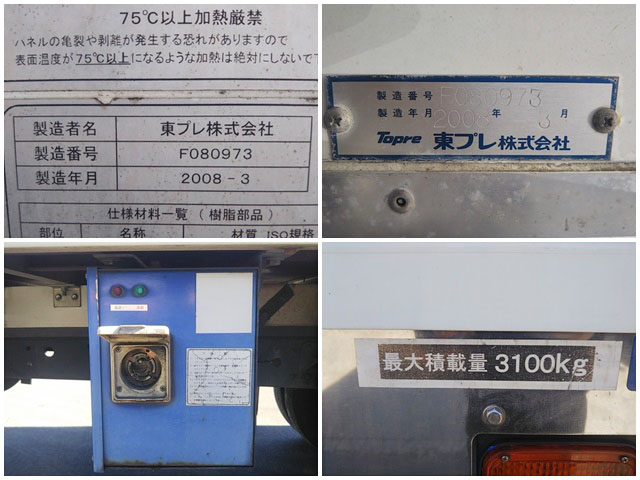 75℃以上加熱厳禁
パネルの亀裂や剥離が発生する恐れがありますので
表面温度が75℃以上になるような加熱は絶対にしないで
製造者名 東プレ株式会社
製造番号 F080973
製造年月 2008-3
仕様材料一覧(樹脂部品)
部位 名称 材質 ISO規格
製造番号 F080973
製造年月 2008 年 3 月
Topre 東プレ株式会社
最大積載量 3100kg